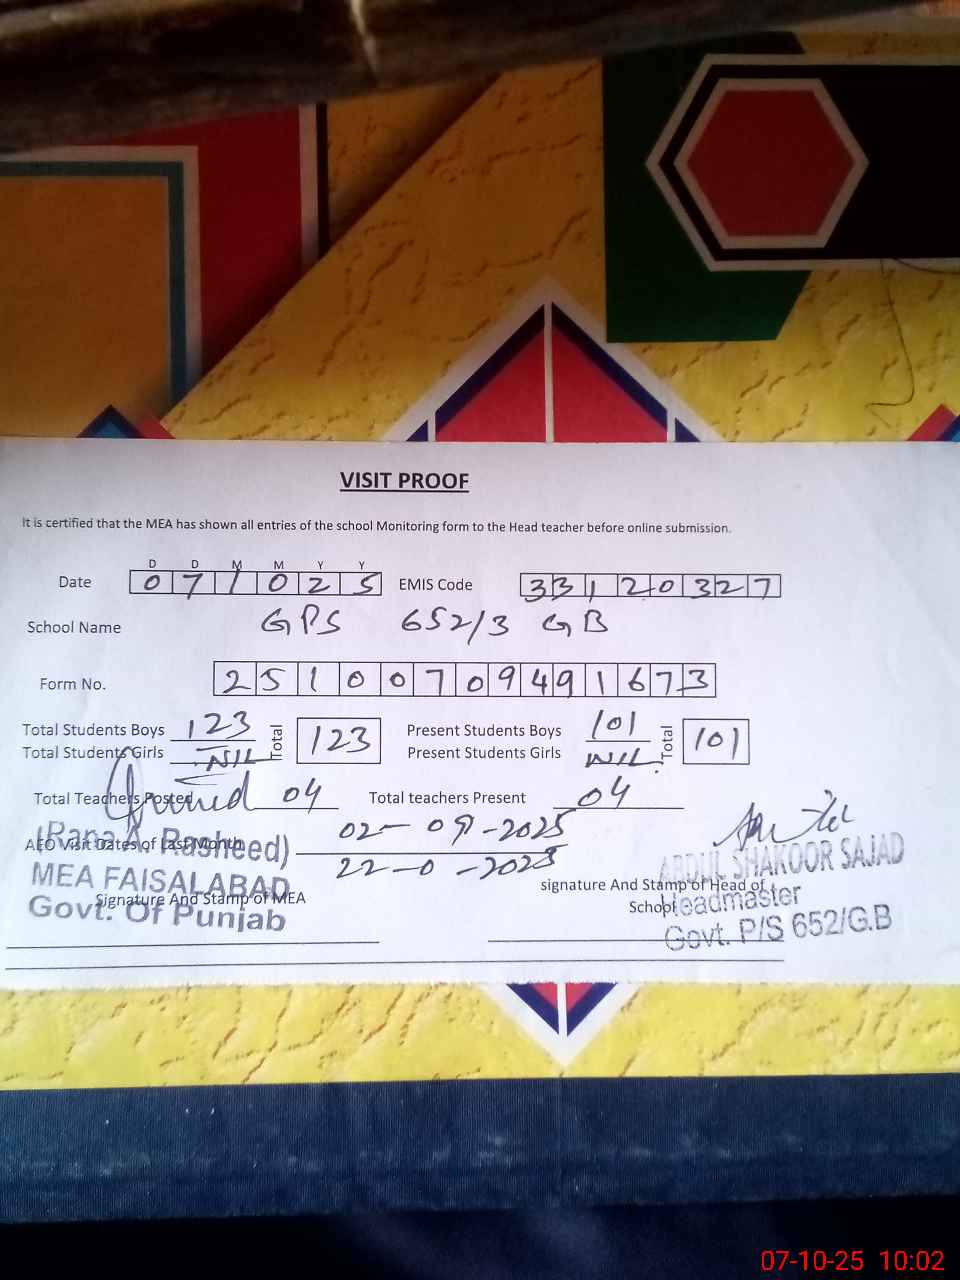 VISIT PROOF
It is certified that the MEA has shown all entries of the school Monitoring form to the Head teacher before online submission.
D D M M Y Y
Date 0 7 1 0 2 5 EMIS Code 3 3 1 2 0 3 2 7
School Name GPS 652/3 GB
Form No. 2 5 1 0 0 7 0 9 4 9 1 6 7 3
Total Students Boys 123 Total 123 Present Students Boys 101 Total 101
Total Students Girls NIL Present Students Girls NIL
Total Teachers Posted 04 Total teachers Present 04
AEO Visit Dates of Last Month 02-09-2025
22-0 -2025
(Rana A. Rasheed)
MEA FAISALABAD
Govt. Of Punjab
Signature And Stamp of MEA
ABDUL SHAKOOR SAJAD
Headmaster
Govt. P/S 652/G.B
signature And Stamp of Head of
School
07-10-25 10:02